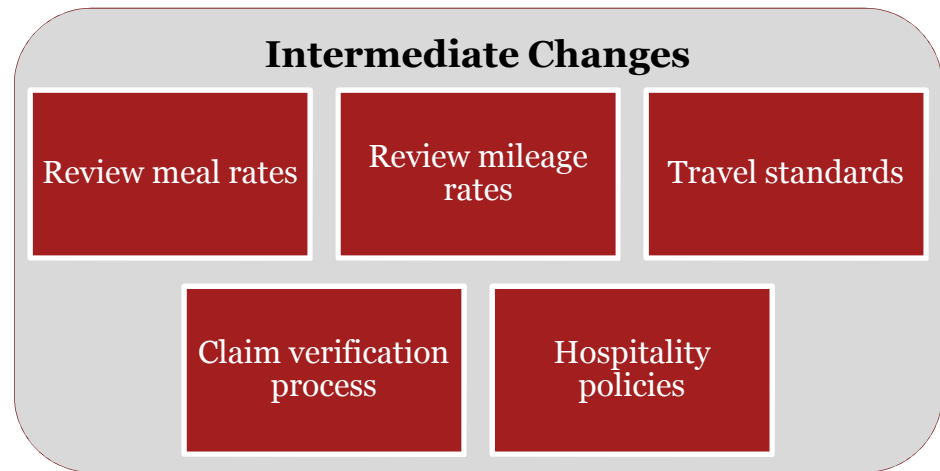 Intermediate Changes
Review meal rates
Review mileage
rates
Travel standards
Claim verification
process
Hospitality
policies